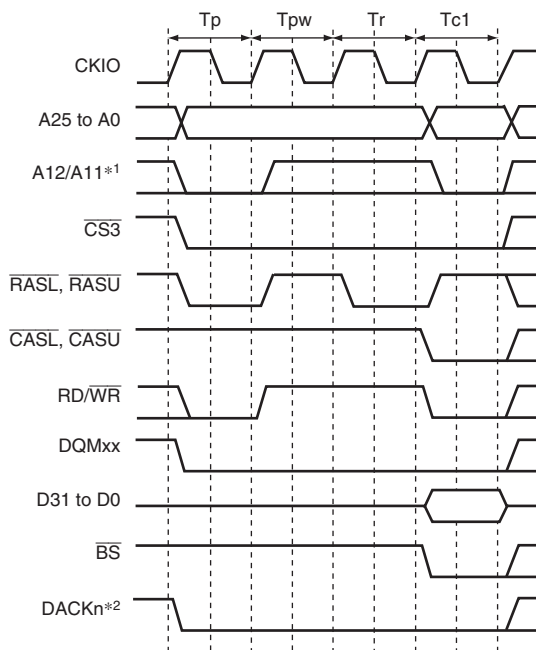 Tp Tpw Tr Tc1
CKIO
A25 to A0
A12/A11*1
CS3
RASL, RASU
CASL, CASU
RD/WR
DQMxx
D31 to D0
BS
DACKn*2